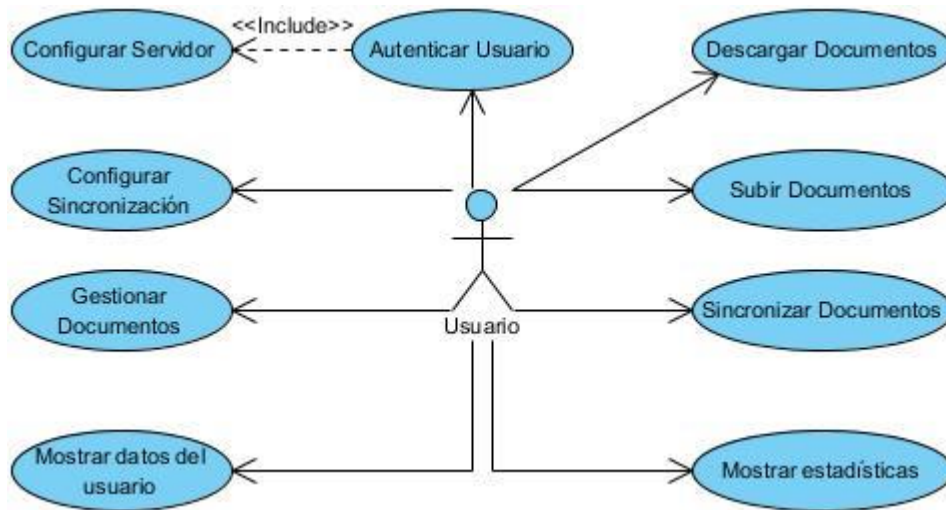 <<Include>>
Configurar Servidor
Autenticar Usuario
Descargar Documentos
Configurar
Sincronización
Subir Documentos
Gestionar
Documentos
Usuario
Sincronizar Documentos
Mostrar datos del
usuario
Mostrar estadísticas